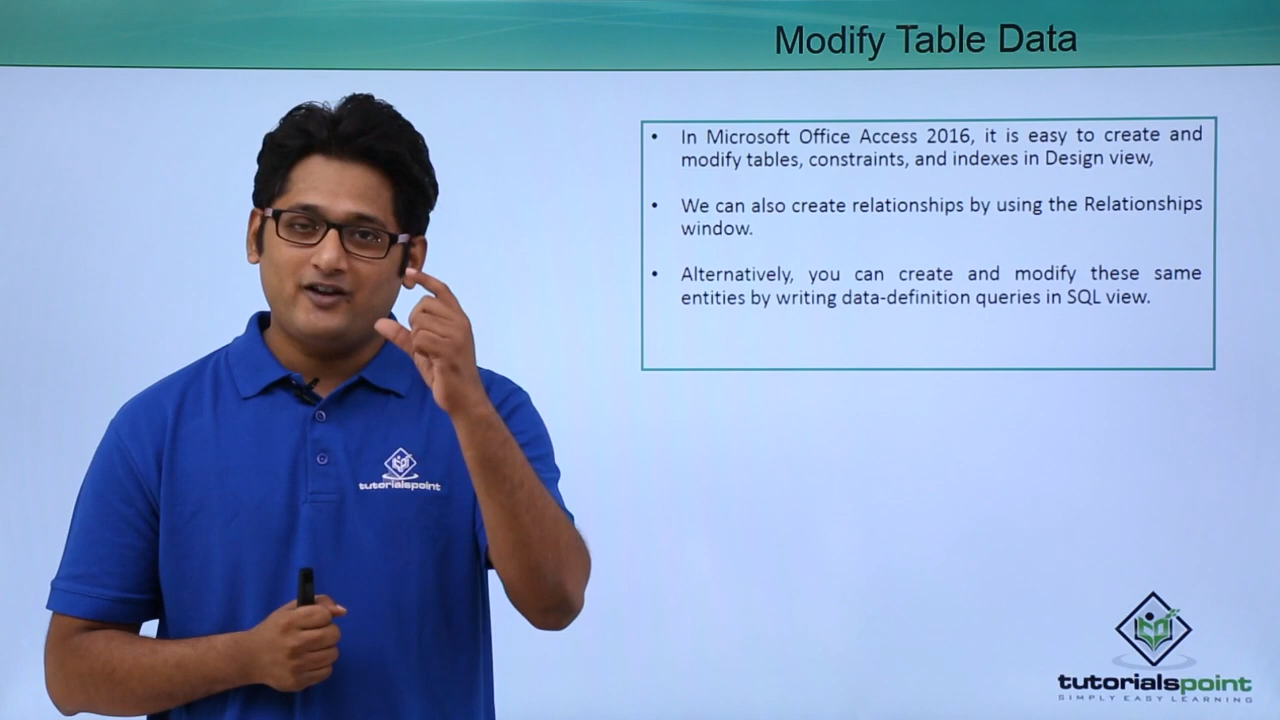 Modify Table Data
• In Microsoft Office Access 2016, it is easy to create and
modify tables, constraints, and indexes in Design view,
• We can also create relationships by using the Relationships
window.
• Alternatively, you can create and modify these same
entities by writing data-definition queries in SQL view.
tutorialspoint
tutorialspoint
SIMPLY EASY LEARNING